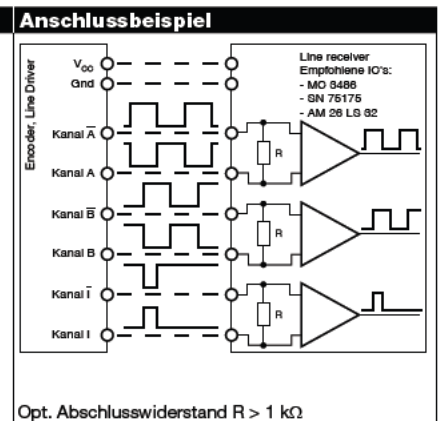 Anschlussbeispiel
Encoder, Line Driver
V_CC
Gnd
Kanal A̅
Kanal A
Kanal B̅
Kanal B
Kanal I̅
Kanal I
Line receiver
Empfohlene IC's:
- MC 3486
- SN 75175
- AM 26 LS 32
R
R
R
Opt. Abschlusswiderstand R > 1 kΩ